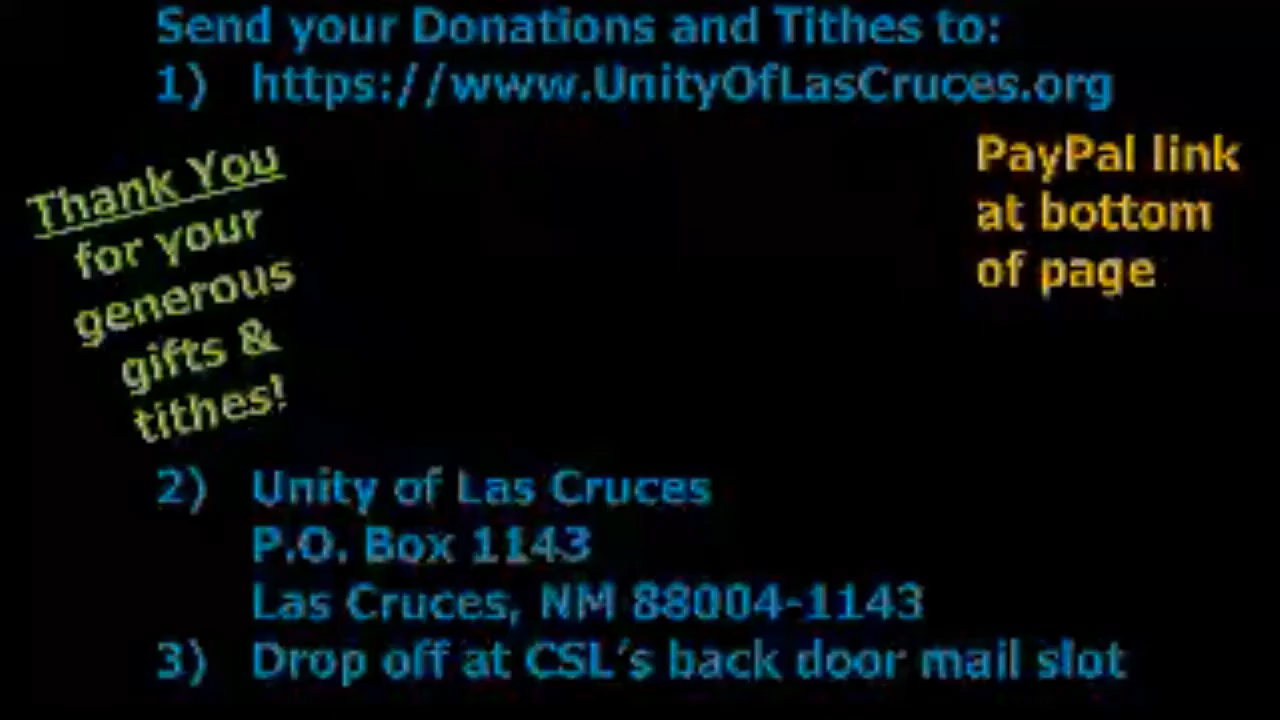 Send your Donations and Tithes to:
1) https://www.UnityOfLasCruces.org
PayPal link
at bottom
of page
Thank You
for your
generous
gifts &
tithes!
2) Unity of Las Cruces
P.O. Box 1143
Las Cruces, NM 88004-1143
3) Drop off at CSL's back door mail slot